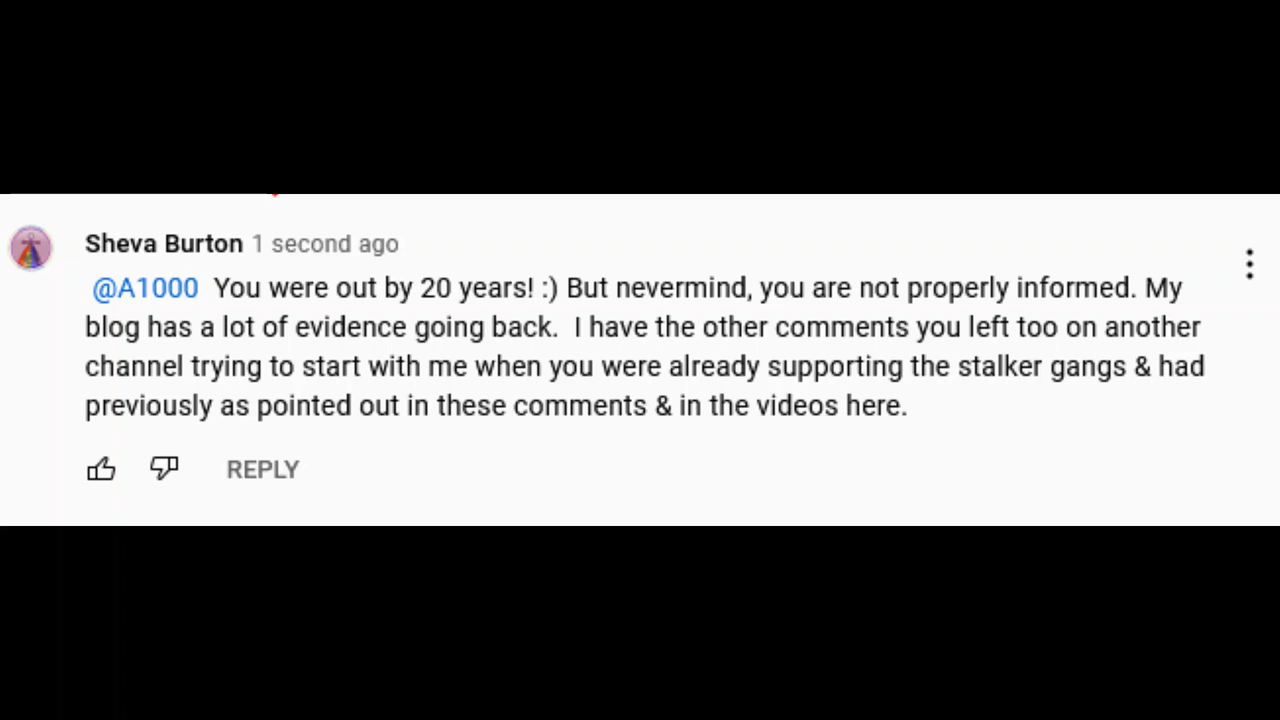 Sheva Burton 1 second ago
@A1000 You were out by 20 years! :) But nevermind, you are not properly informed. My
blog has a lot of evidence going back. I have the other comments you left too on another
channel trying to start with me when you were already supporting the stalker gangs & had
previously as pointed out in these comments & in the videos here.
REPLY